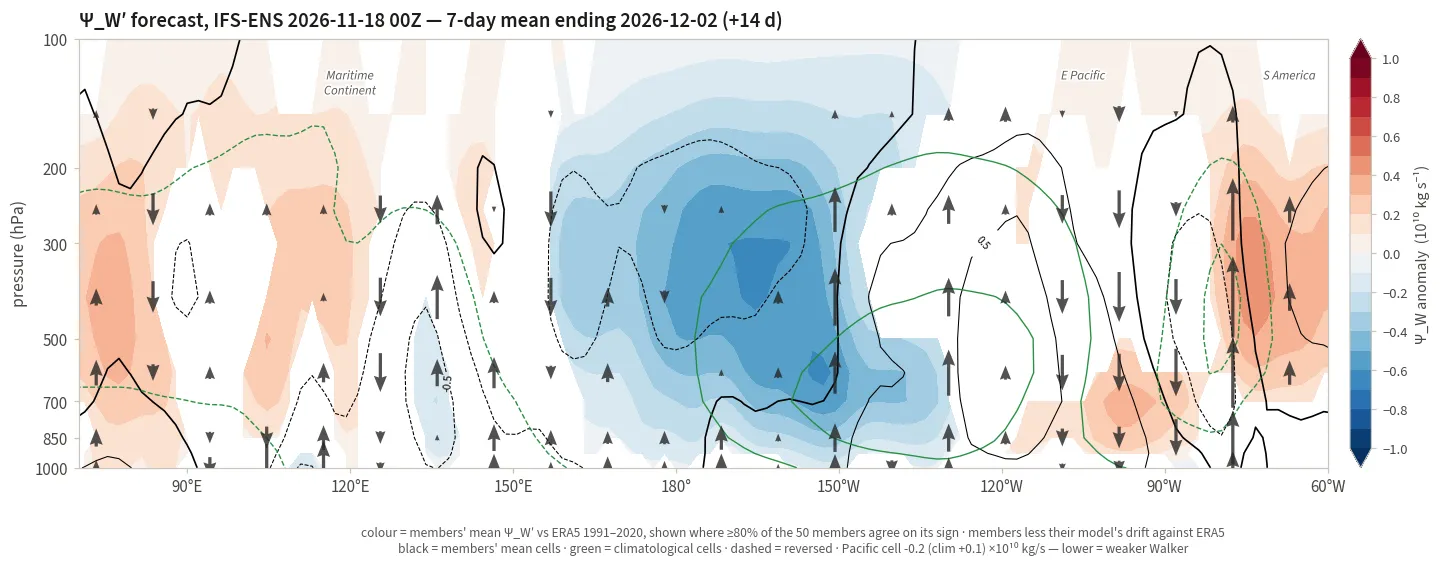 Ψ_W′ forecast, IFS-ENS 2026-11-18 00Z — 7-day mean ending 2026-12-02 (+14 d)
100
200
300
400
500
700
850
1000
pressure (hPa)
Maritime
Continent
E Pacific
S America
0.5
-0.5
90°E
120°E
150°E
180°
150°W
120°W
90°W
60°W
1.0
0.8
0.6
0.4
0.2
0.0
−0.2
−0.4
−0.6
−0.8
−1.0
Ψ_W anomaly (10¹⁰ kg s⁻¹)
colour = members' mean Ψ_W′ vs ERA5 1991–2020, shown where ≥80% of the 50 members agree on its sign · members less their model's drift against ERA5
black = members' mean cells · green = climatological cells · dashed = reversed · Pacific cell -0.2 (clim +0.1) ×10¹⁰ kg/s — lower = weaker Walker